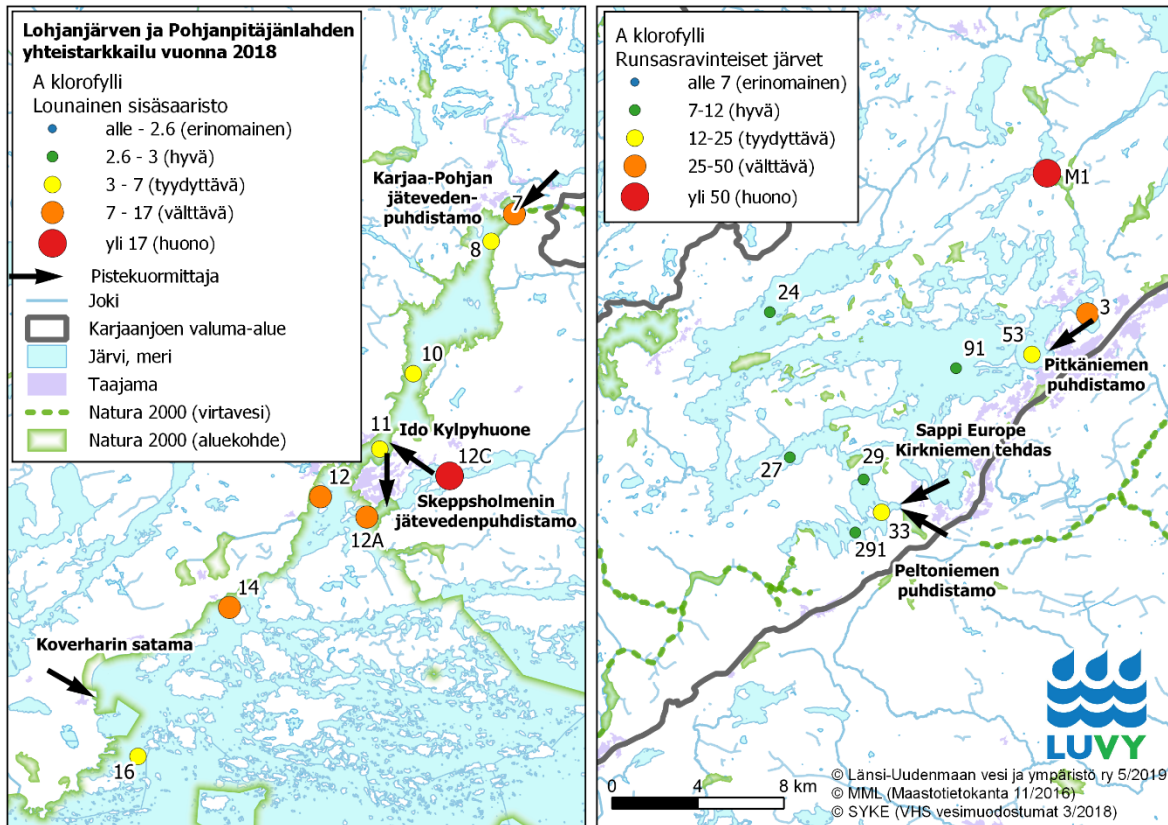 Lohjanjärven ja Pohjanpitäjänlahden
yhteistarkkailu vuonna 2018
A klorofylli
Lounainen sisäsaaristo
alle - 2.6 (erinomainen)
2.6 - 3 (hyvä)
3 - 7 (tyydyttävä)
7 - 17 (välttävä)
yli 17 (huono)
Pistekuormittaja
Joki
Karjaanjoen valuma-alue
Järvi, meri
Taajama
Natura 2000 (virtavesi)
Natura 2000 (aluekohde)
Karjaa-Pohjan
jäteveden-
puhdistamo
7
8
10
11
Ido Kylpyhuone
12C
12
Skeppsholmenin
jätevedenpuhdistamo
12A
14
Koverharin satama
16
A klorofylli
Runsasravinteiset järvet
alle 7 (erinomainen)
7-12 (hyvä)
12-25 (tyydyttävä)
25-50 (välttävä)
yli 50 (huono)
M1
24
3
53
91
Pitkäniemen
puhdistamo
Sappi Europe
Kirkniemen tehdas
27
29
33
291
Peltoniemen
puhdistamo
LUVY
0 4 8 km
© Länsi-Uudenmaan vesi ja ympäristö ry 5/2019
© MML (Maastotietokanta 11/2016)
© SYKE (VHS vesimuodostumat 3/2018)